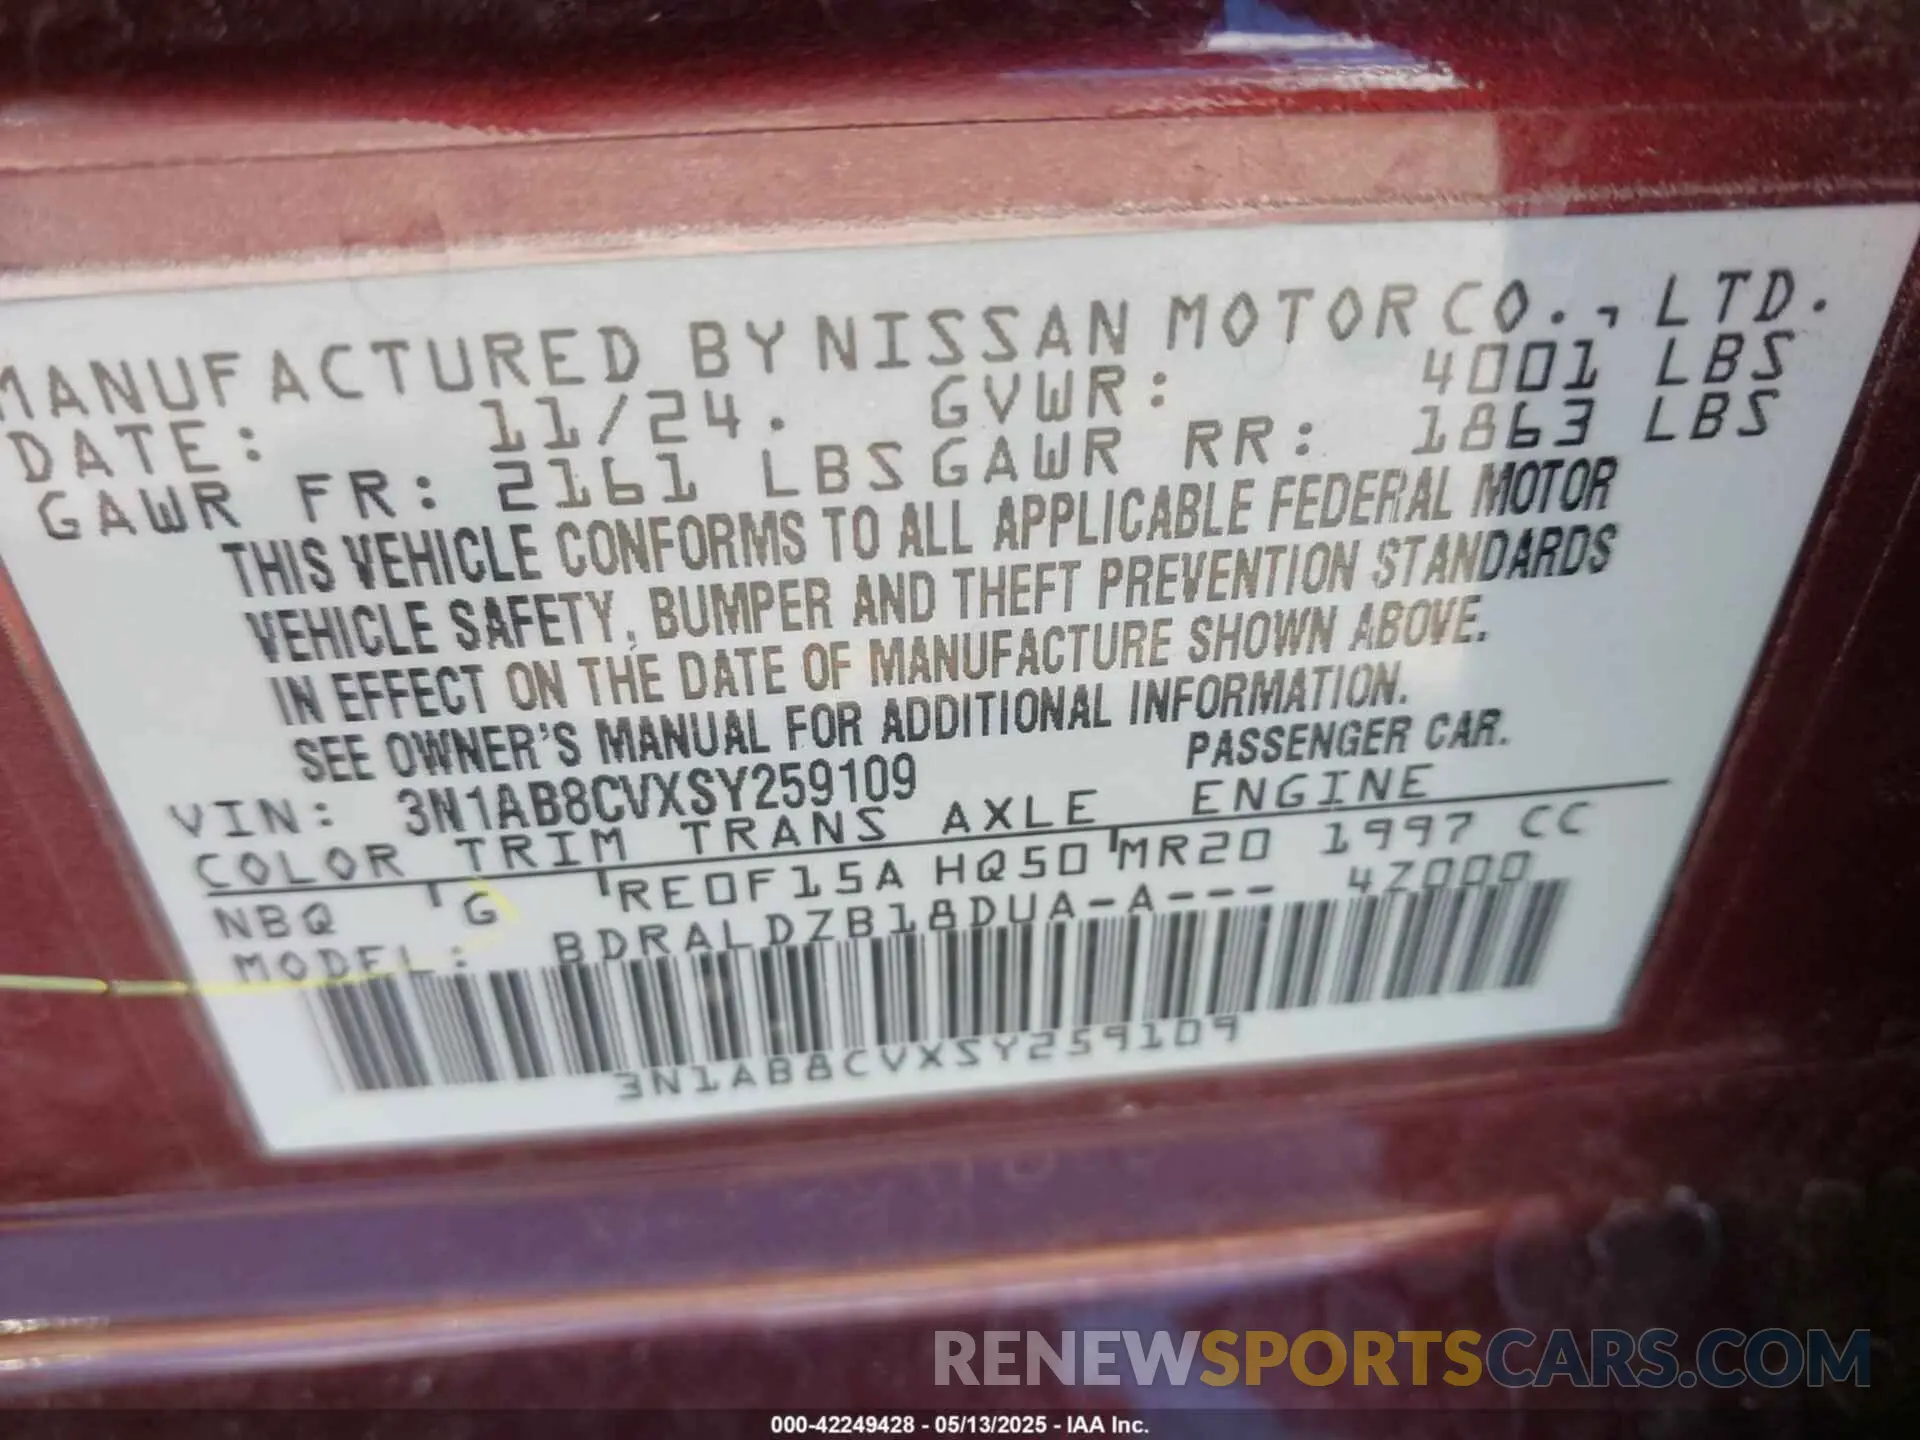 MANUFACTURED BY NISSAN MOTOR CO., LTD.
DATE: 11/24. GVWR: 4001 LBS
GAWR FR: 2161 LBS GAWR RR: 1863 LBS
THIS VEHICLE CONFORMS TO ALL APPLICABLE FEDERAL MOTOR
VEHICLE SAFETY, BUMPER AND THEFT PREVENTION STANDARDS
IN EFFECT ON THE DATE OF MANUFACTURE SHOWN ABOVE.
SEE OWNER'S MANUAL FOR ADDITIONAL INFORMATION.
VIN: 3N1AB8CVXSY259109 PASSENGER CAR.
COLOR TRIM TRANS AXLE ENGINE
NBQ G RE0F15A HQ50 MR20 1997 CC
MODEL: BDRALDZB18DUA-A--- 4Z000
3N1AB8CVXSY259109
RENEWSPORTSCARS.COM
000-42249428 - 05/13/2025 - IAA Inc.